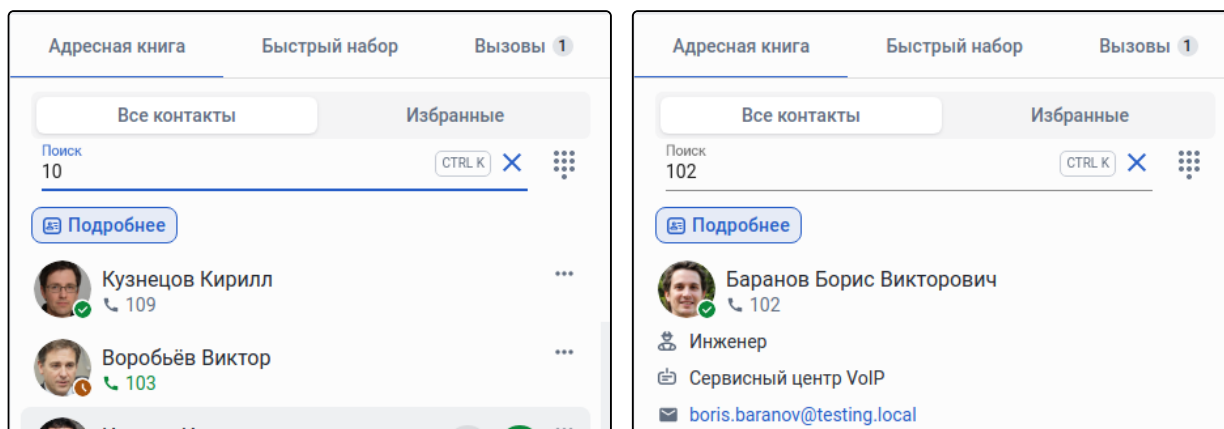 Адресная книга Быстрый набор Вызовы 1
Все контакты Избранные
Поиск
10 CTRL K
Подробнее
Кузнецов Кирилл
109
Воробьёв Виктор
103
Адресная книга Быстрый набор Вызовы 1
Все контакты Избранные
Поиск
102 CTRL K
Подробнее
Баранов Борис Викторович
102
Инженер
Сервисный центр VoIP
boris.baranov@testing.local